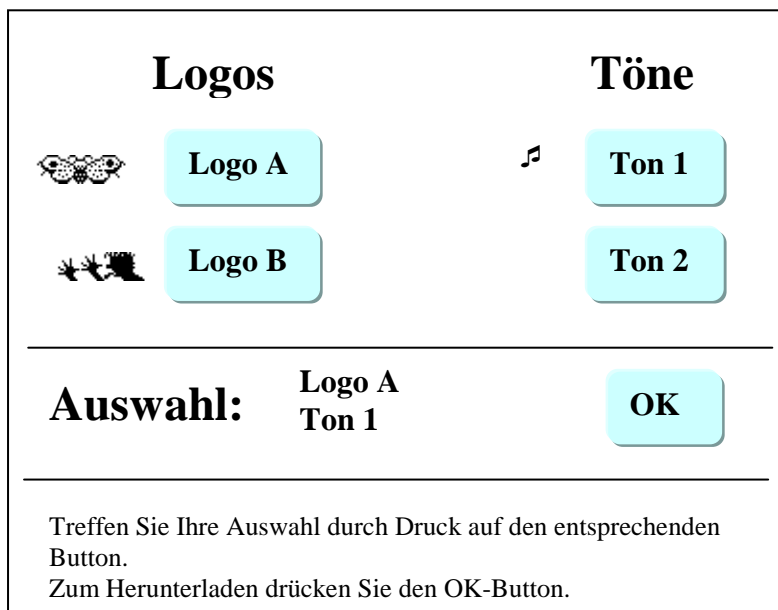 Logos Töne
Logo A Ton 1
Logo B Ton 2
Auswahl: Logo A
Ton 1 OK
Treffen Sie Ihre Auswahl durch Druck auf den entsprechenden
Button.
Zum Herunterladen drücken Sie den OK-Button.